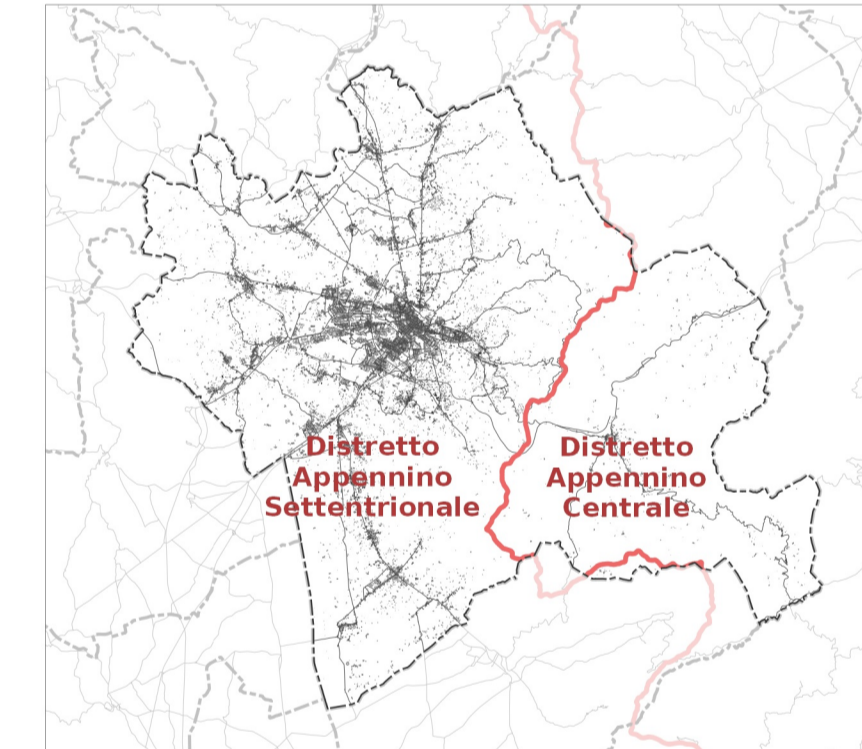 Distretto
Appennino
Settentrionale
Distretto
Appennino
Centrale